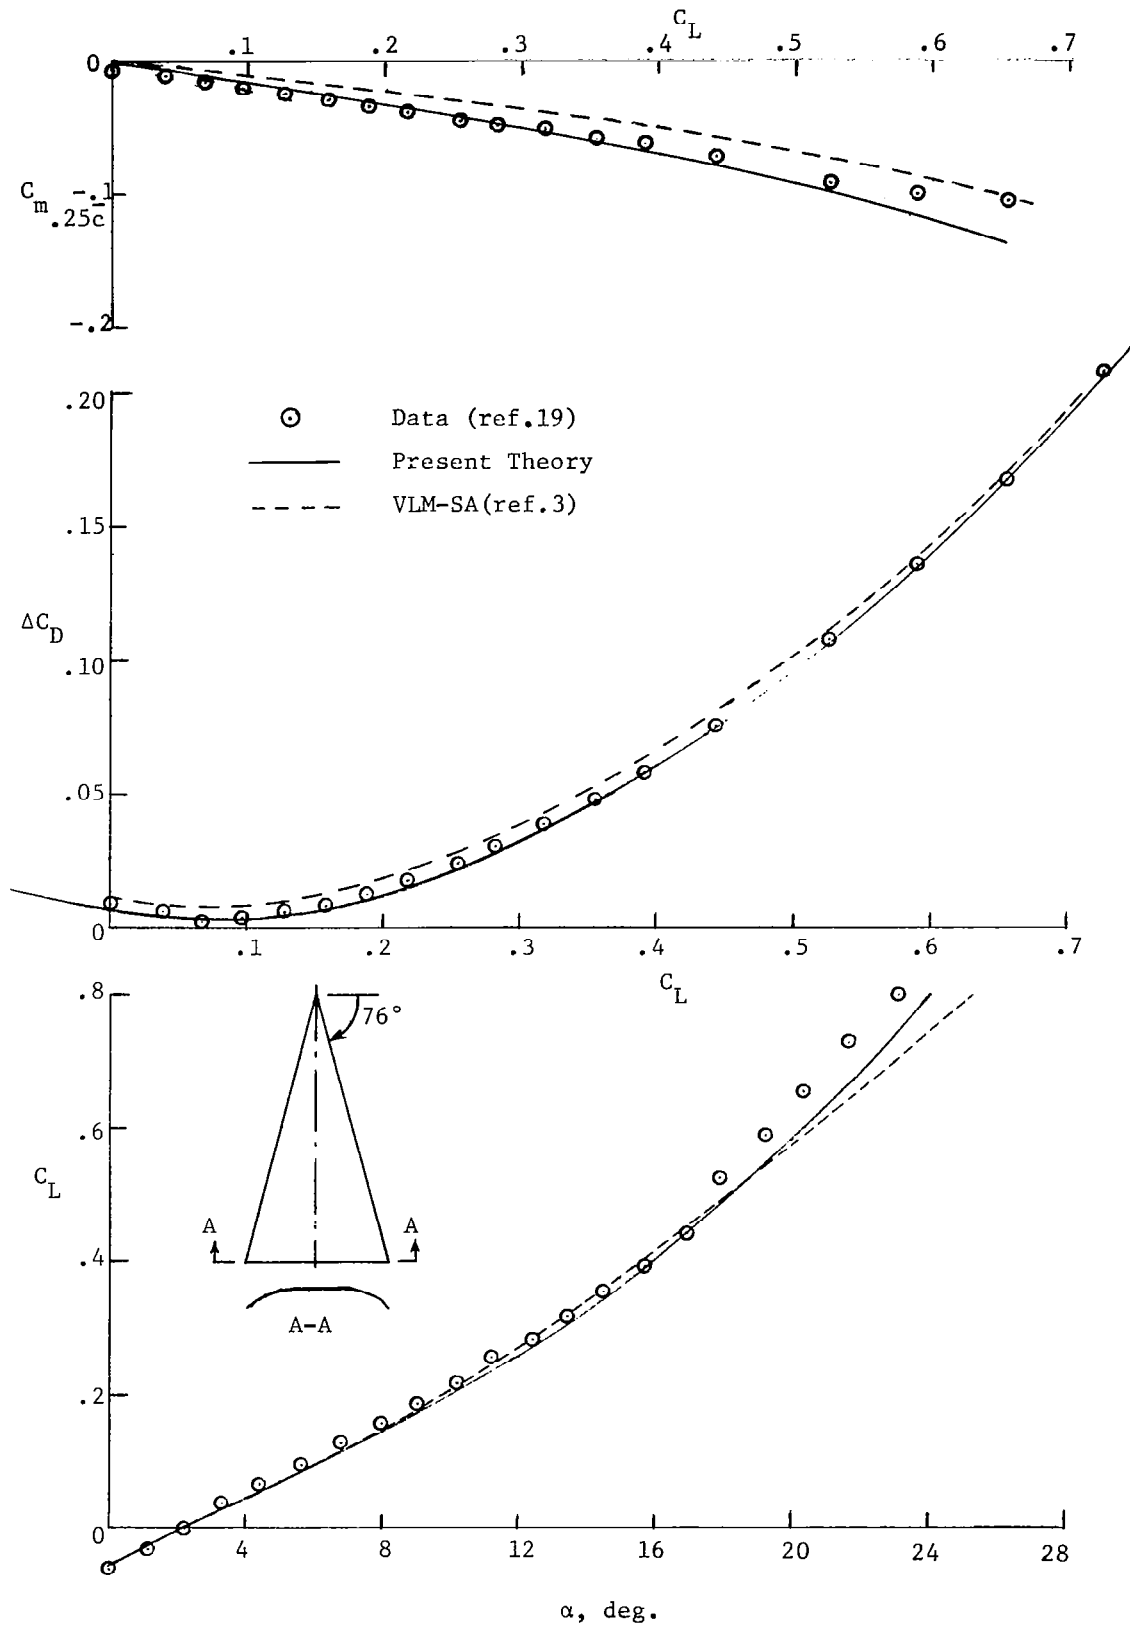 C_L
.1 .2 .3 .4 .5 .6 .7
0
C_m -.1
.25c̄
-.2
.20
Data (ref.19)
Present Theory
VLM-SA(ref.3)
.15
ΔC_D
.10
.05
0
.1 .2 .3 .4 .5 .6 .7
C_L
.8
76°
.6
C_L
A A
.4
A-A
.2
0
4 8 12 16 20 24 28
α, deg.